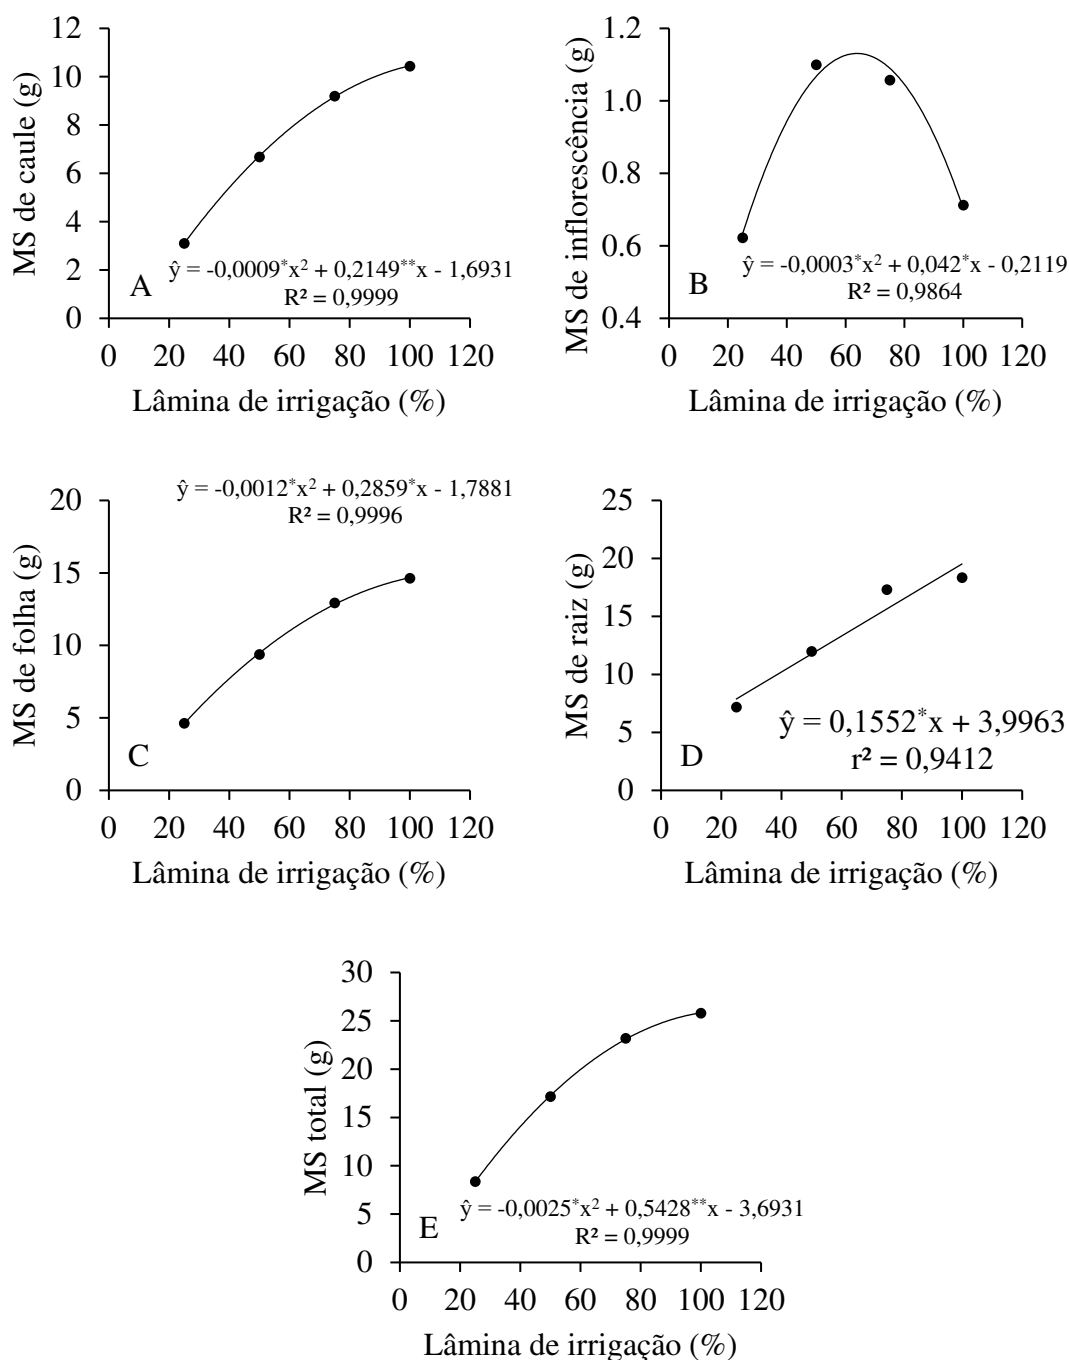 12
10
8
6
4
2
0
MS de caule (g)
ŷ = -0,0009*x² + 0,2149**x - 1,6931
R² = 0,9999
A
0 20 40 60 80 100 120
Lâmina de irrigação (%)
1.2
1.0
0.8
0.6
0.4
MS de inflorescência (g)
ŷ = -0,0003*x² + 0,042*x - 0,2119
R² = 0,9864
B
0 20 40 60 80 100 120
Lâmina de irrigação (%)
ŷ = -0,0012*x² + 0,2859*x - 1,7881
R² = 0,9996
20
15
10
5
0
MS de folha (g)
C
0 20 40 60 80 100 120
Lâmina de irrigação (%)
25
20
15
10
5
0
MS de raiz (g)
ŷ = 0,1552*x + 3,9963
r² = 0,9412
D
0 20 40 60 80 100 120
Lâmina de irrigação (%)
30
25
20
15
10
5
0
MS total (g)
ŷ = -0,0025*x² + 0,5428**x - 3,6931
R² = 0,9999
E
0 20 40 60 80 100 120
Lâmina de irrigação (%)